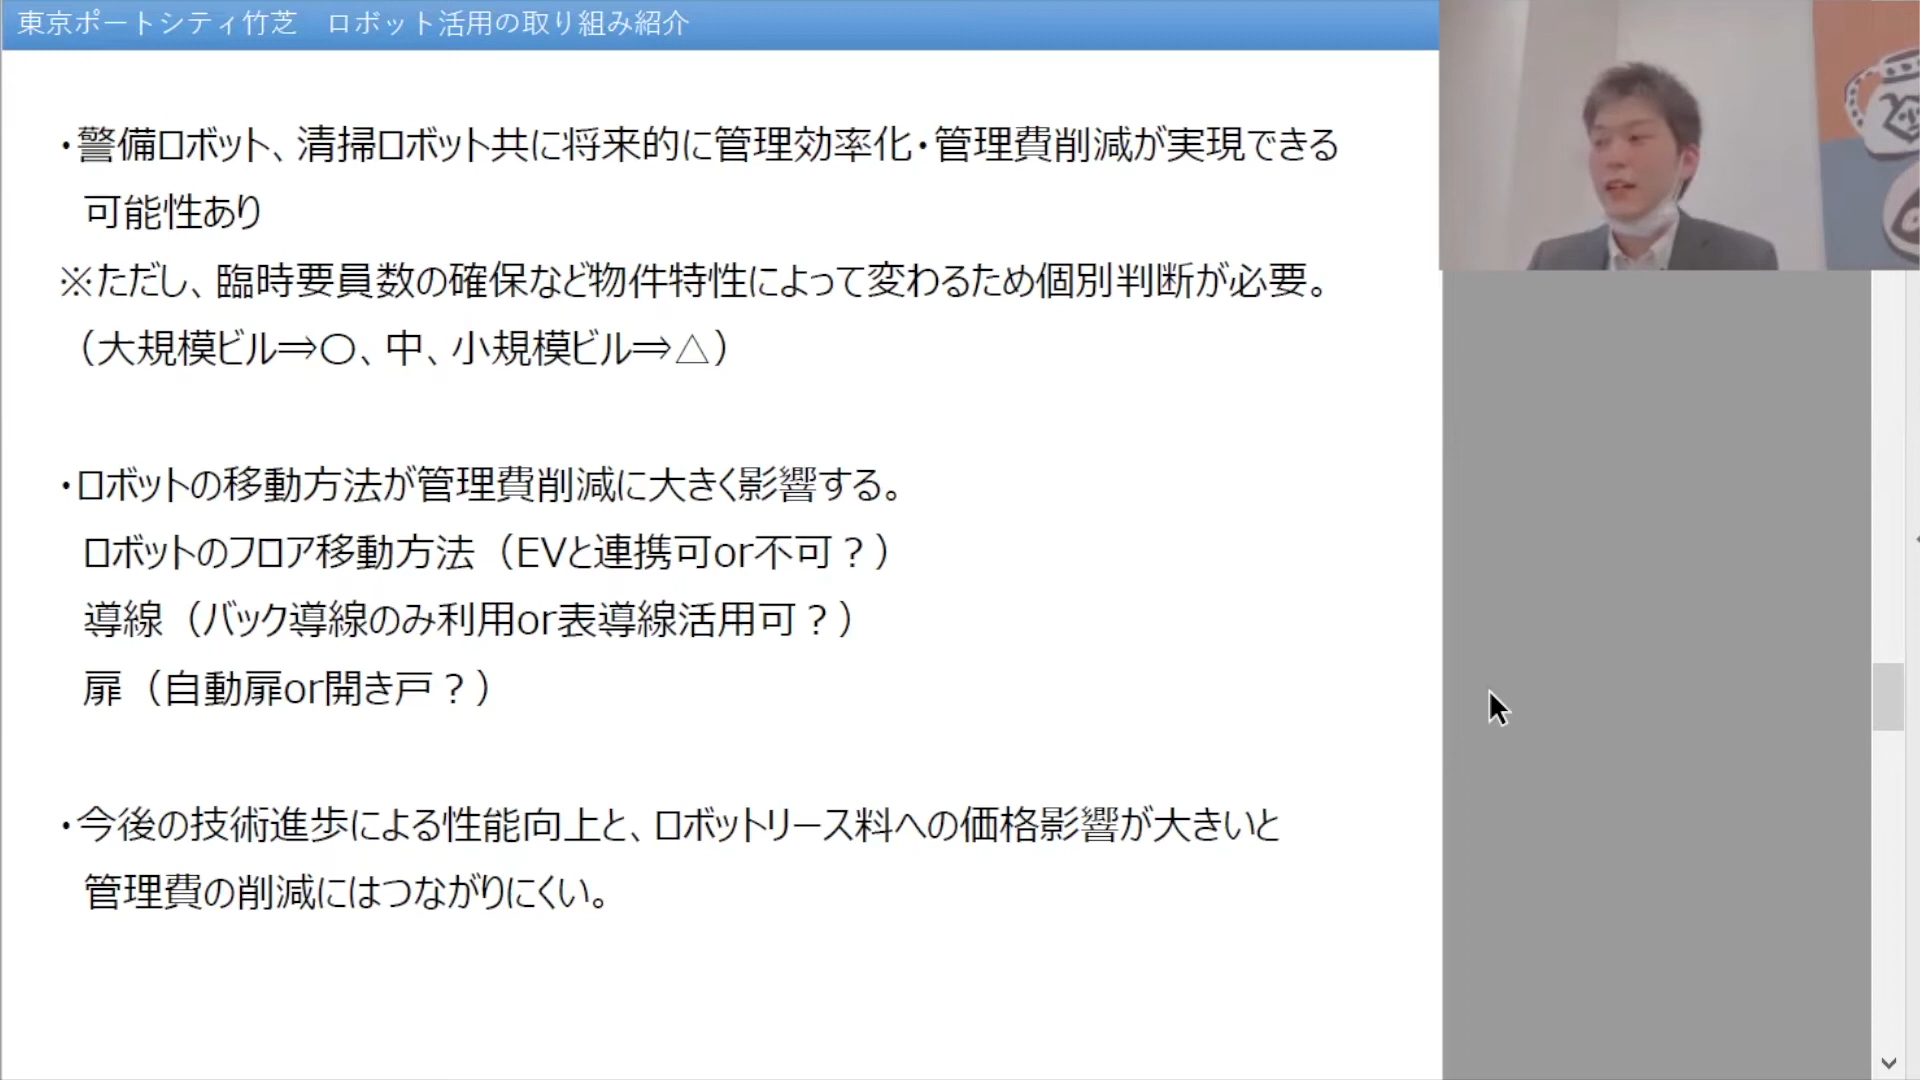 東京ポートシティ竹芝　ロボット活用の取り組み紹介
・警備ロボット、清掃ロボット共に将来的に管理効率化・管理費削減が実現できる
可能性あり
※ただし、臨時要員数の確保など物件特性によって変わるため個別判断が必要。
（大規模ビル⇒〇、中、小規模ビル⇒△）
・ロボットの移動方法が管理費削減に大きく影響する。
ロボットのフロア移動方法（EVと連携可or不可？）
導線（バック導線のみ利用or表導線活用可？）
扉（自動扉or開き戸？）
・今後の技術進歩による性能向上と、ロボットリース料への価格影響が大きいと
管理費の削減にはつながりにくい。